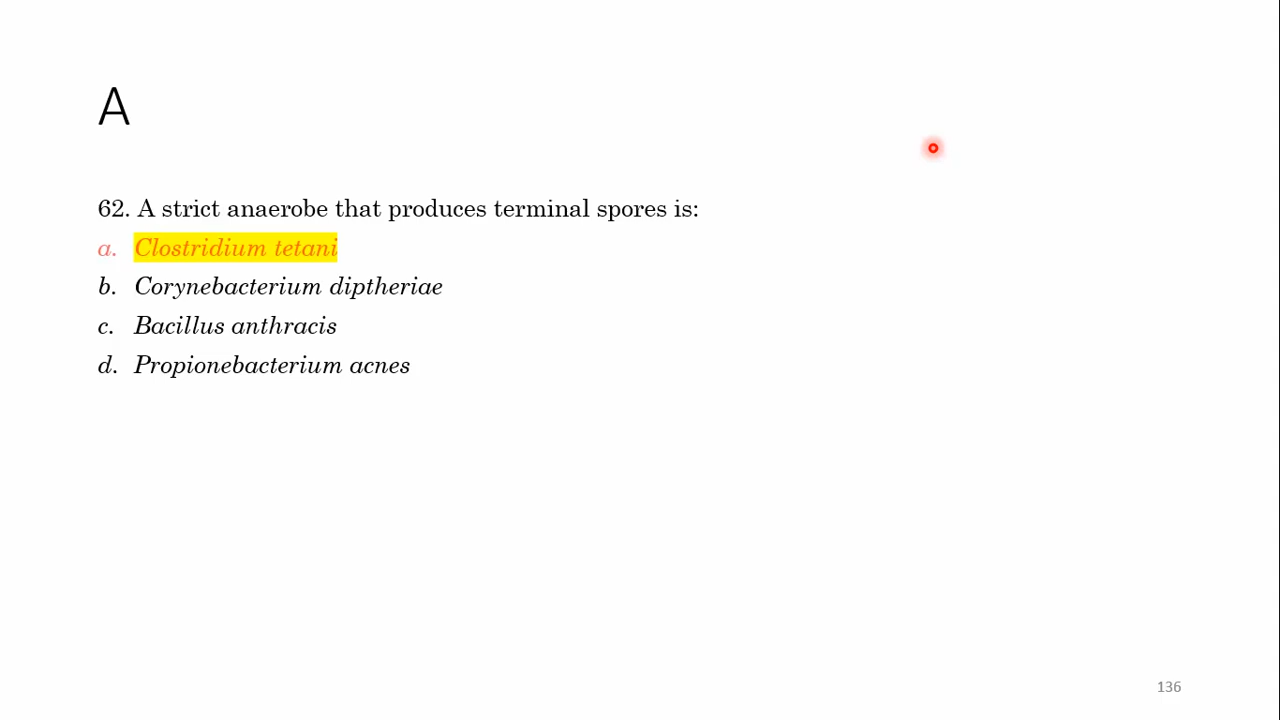 A
62. A strict anaerobe that produces terminal spores is:
a. Clostridium tetani
b. Corynebacterium diptheriae
c. Bacillus anthracis
d. Propionebacterium acnes
136